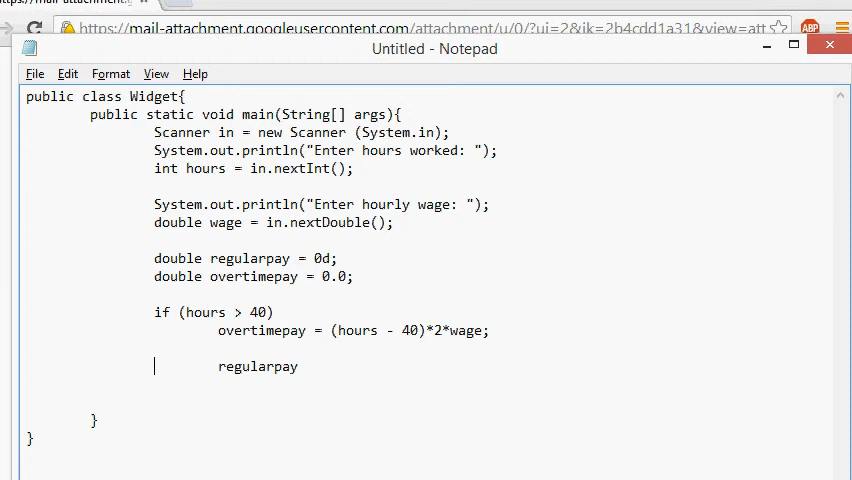 https://mail-attachment.googleusercontent.com/attachment/u/0/?ui=2&ik=2b4cdd1a31&view=att
ABP
Untitled - Notepad
File Edit Format View Help
public class Widget{
public static void main(String[] args){
Scanner in = new Scanner (System.in);
System.out.println("Enter hours worked: ");
int hours = in.nextInt();
System.out.println("Enter hourly wage: ");
double wage = in.nextDouble();
double regularpay = 0d;
double overtimepay = 0.0;
if (hours > 40)
overtimepay = (hours - 40)*2*wage;
regularpay
}
}